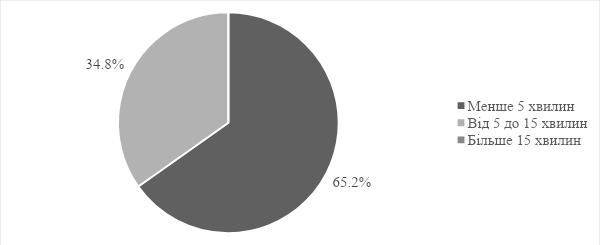 34.8%
65.2%
Менше 5 хвилин
Від 5 до 15 хвилин
Більше 15 хвилин